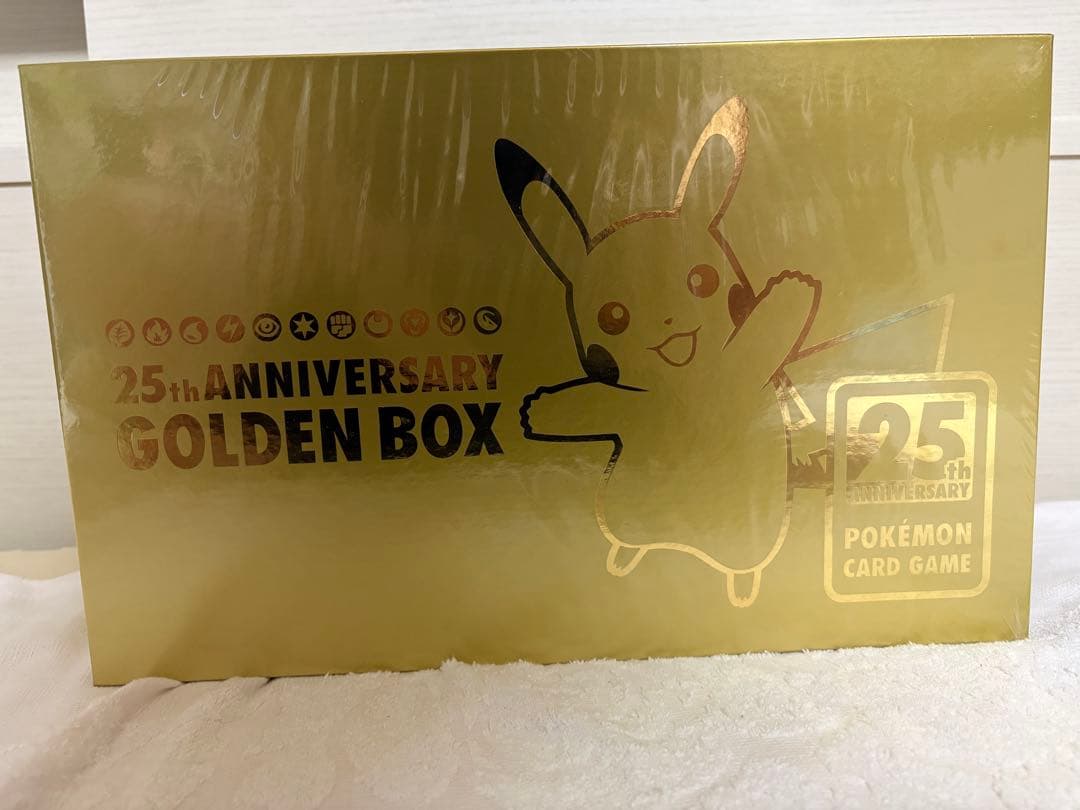 25th ANNIVERSARY
GOLDEN BOX
25th
ANNIVERSARY
POKÉMON
CARD GAME